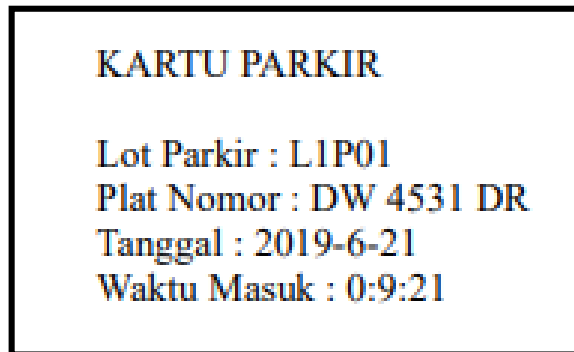 KARTU PARKIR
Lot Parkir : L1P01
Plat Nomor : DW 4531 DR
Tanggal : 2019-6-21
Waktu Masuk : 0:9:21